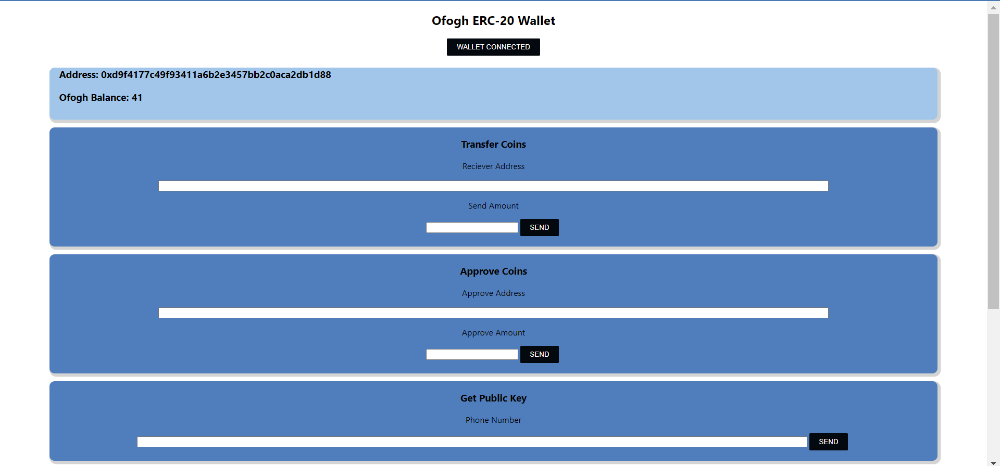 Ofogh ERC-20 Wallet
WALLET CONNECTED
Address: 0xd9f4177c49f93411a6b2e3457bb2c0aca2db1d88
Ofogh Balance: 41
Transfer Coins
Reciever Address
Send Amount
SEND
Approve Coins
Approve Address
Approve Amount
SEND
Get Public Key
Phone Number
SEND